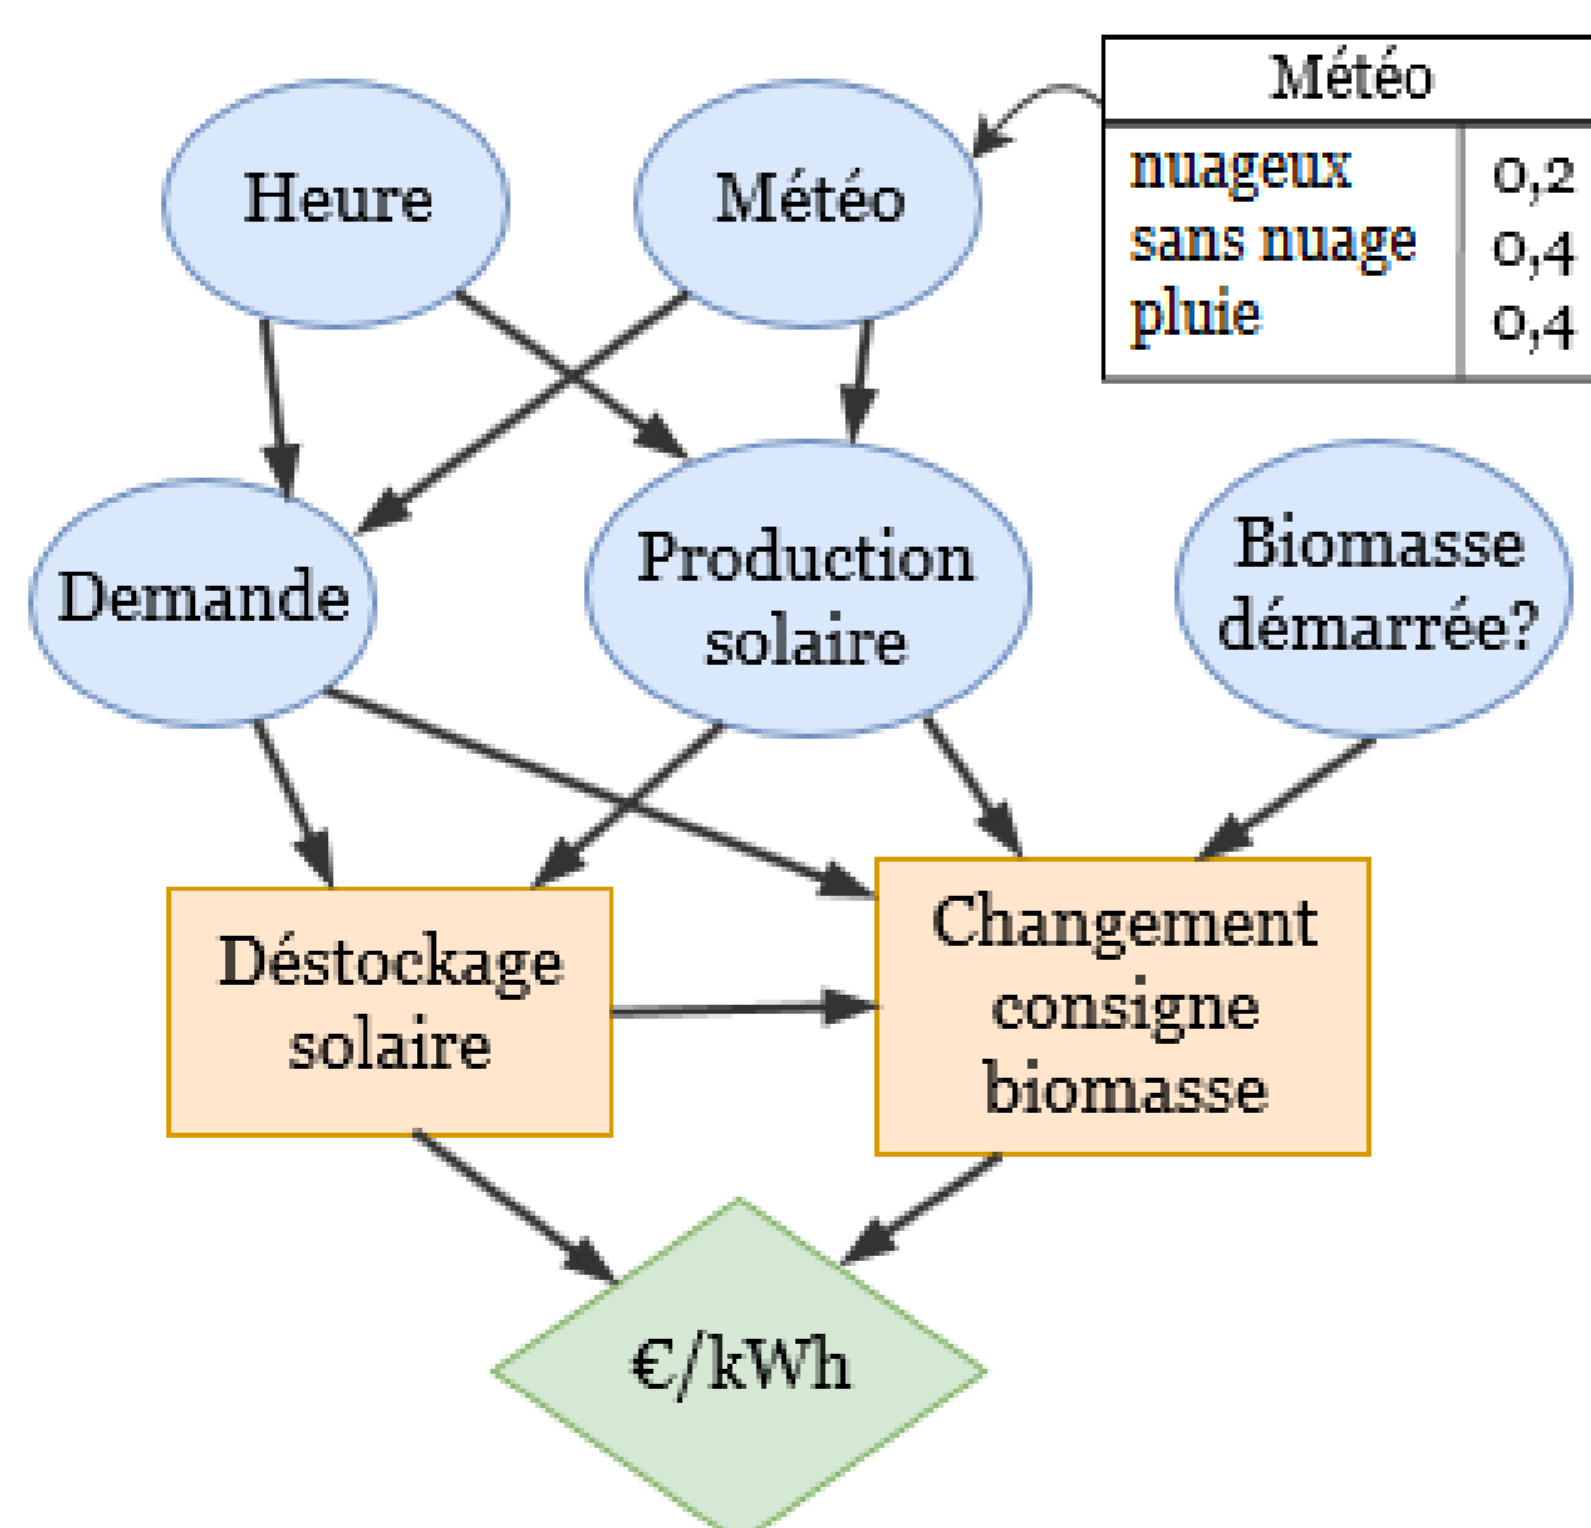 Météo
nuageux 0,2
sans nuage 0,4
pluie 0,4
Heure
Météo
Demande
Production
solaire
Biomasse
démarrée?
Déstockage
solaire
Changement
consigne
biomasse
€/kWh